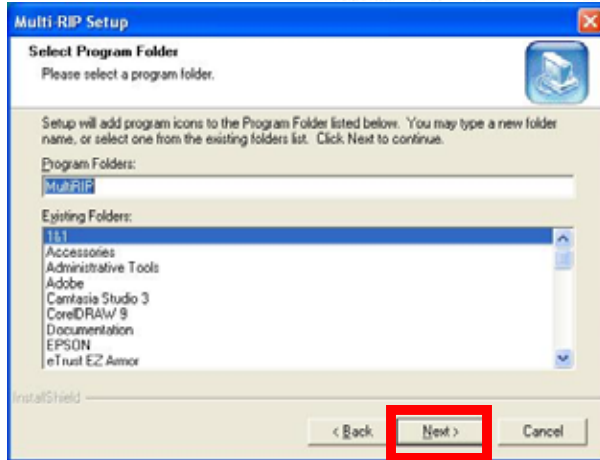 Multi-RIP Setup
Select Program Folder
Please select a program folder.
Setup will add program icons to the Program Folder listed below. You may type a new folder
name, or select one from the existing folders list. Click Next to continue.
Program Folders:
MultiRIP
Existing Folders:
1&1
Accessories
Administrative Tools
Adobe
Camtasia Studio 3
CorelDRAW 9
Documentation
EPSON
eTrust EZ Armor
InstallShield
< Back
Next >
Cancel